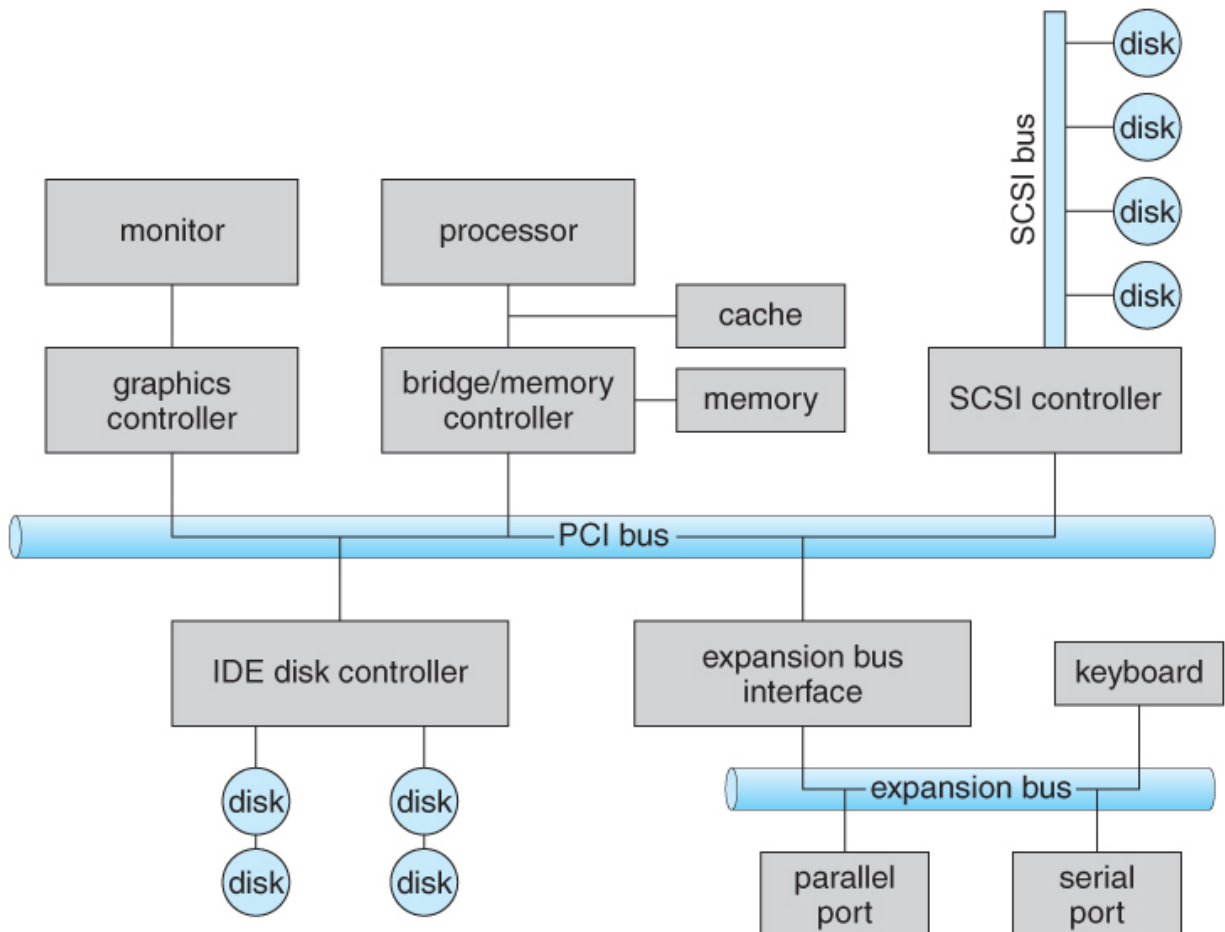 disk
disk
disk
disk
SCSI bus
monitor
processor
cache
graphics
controller
bridge/memory
controller
memory
SCSI controller
PCI bus
IDE disk controller
expansion bus
interface
keyboard
disk
disk
expansion bus
disk
disk
parallel
port
serial
port